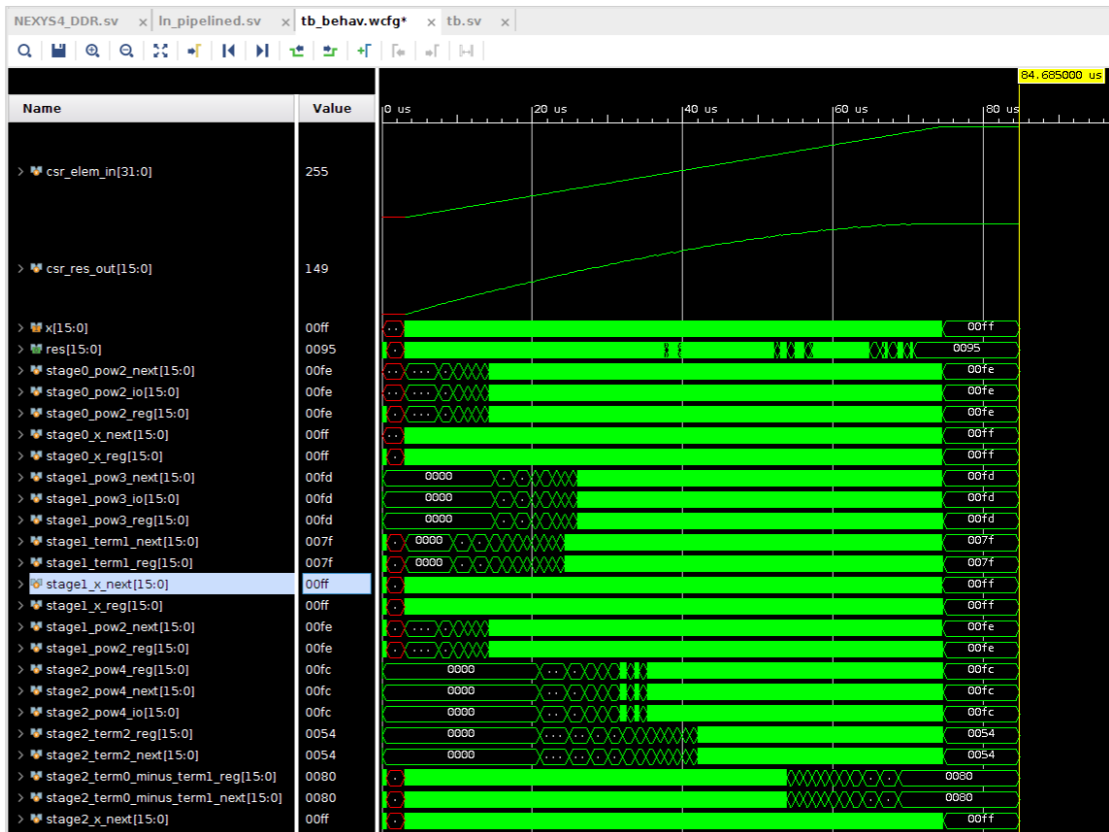 NEXYS4_DDR.sv × ln_pipelined.sv × tb_behav.wcfg* × tb.sv ×
84.685000 us
Name Value 0 us 20 us 40 us 60 us 80 us
csr_elem_in[31:0] 255
csr_res_out[15:0] 149
x[15:0] 00ff 00ff
res[15:0] 0095 0095
stage0_pow2_next[15:0] 00fe ... 00fe
stage0_pow2_io[15:0] 00fe ... 00fe
stage0_pow2_reg[15:0] 00fe ... 00fe
stage0_x_next[15:0] 00ff 00ff
stage0_x_reg[15:0] 00ff 00ff
stage1_pow3_next[15:0] 00fd 0000 00fd
stage1_pow3_io[15:0] 00fd 0000 00fd
stage1_pow3_reg[15:0] 00fd 0000 00fd
stage1_term1_next[15:0] 007f 0000 007f
stage1_term1_reg[15:0] 007f 0000 007f
stage1_x_next[15:0] 00ff 00ff
stage1_x_reg[15:0] 00ff 00ff
stage1_pow2_next[15:0] 00fe ... 00fe
stage1_pow2_reg[15:0] 00fe ... 00fe
stage2_pow4_reg[15:0] 00fc 0000 00fc
stage2_pow4_next[15:0] 00fc 0000 00fc
stage2_pow4_io[15:0] 00fc 0000 00fc
stage2_term2_reg[15:0] 0054 0000 0054
stage2_term2_next[15:0] 0054 0000 0054
stage2_term0_minus_term1_reg[15:0] 0080 0080
stage2_term0_minus_term1_next[15:0] 0080 0080
stage2_x_next[15:0] 00ff 00ff